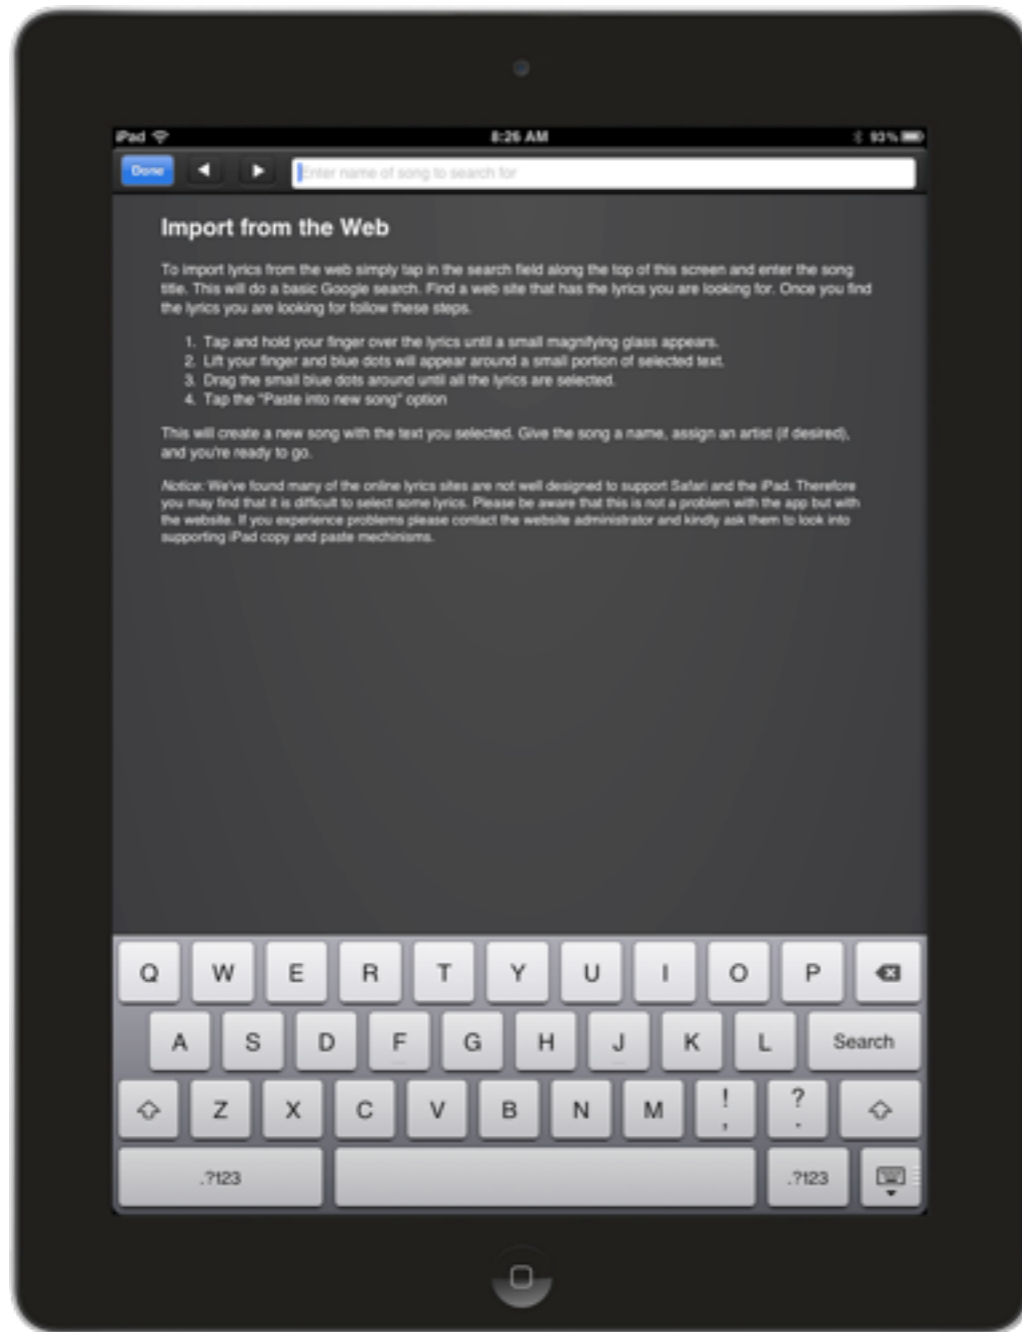 iPad 8:26 AM 93%
Done Enter name of song to search for
Import from the Web
To import lyrics from the web simply tap in the search field along the top of this screen and enter the song
title. This will do a basic Google search. Find a web site that has the lyrics you are looking for. Once you find
the lyrics you are looking for follow these steps.
1. Tap and hold your finger over the lyrics until a small magnifying glass appears.
2. Lift your finger and blue dots will appear around a small portion of selected text.
3. Drag the small blue dots around until all the lyrics are selected.
4. Tap the "Paste into new song" option
This will create a new song with the text you selected. Give the song a name, assign an artist (if desired),
and you're ready to go.
Notice: We've found many of the online lyrics sites are not well designed to support Safari and the iPad. Therefore
you may find that it is difficult to select some lyrics. Please be aware that this is not a problem with the app but with
the website. If you experience problems please contact the website administrator and kindly ask them to look into
supporting iPad copy and paste mechinisms.
Q W E R T Y U I O P
A S D F G H J K L Search
Z X C V B N M ! , ? .
.?123 .?123